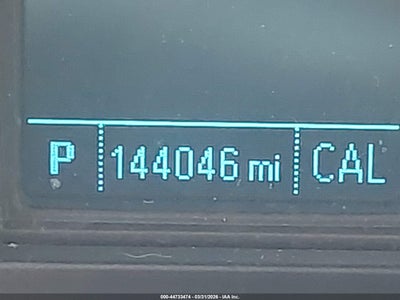 P 144046 mi CAL
000-44733474 - 03/31/2026 - IAA Inc.